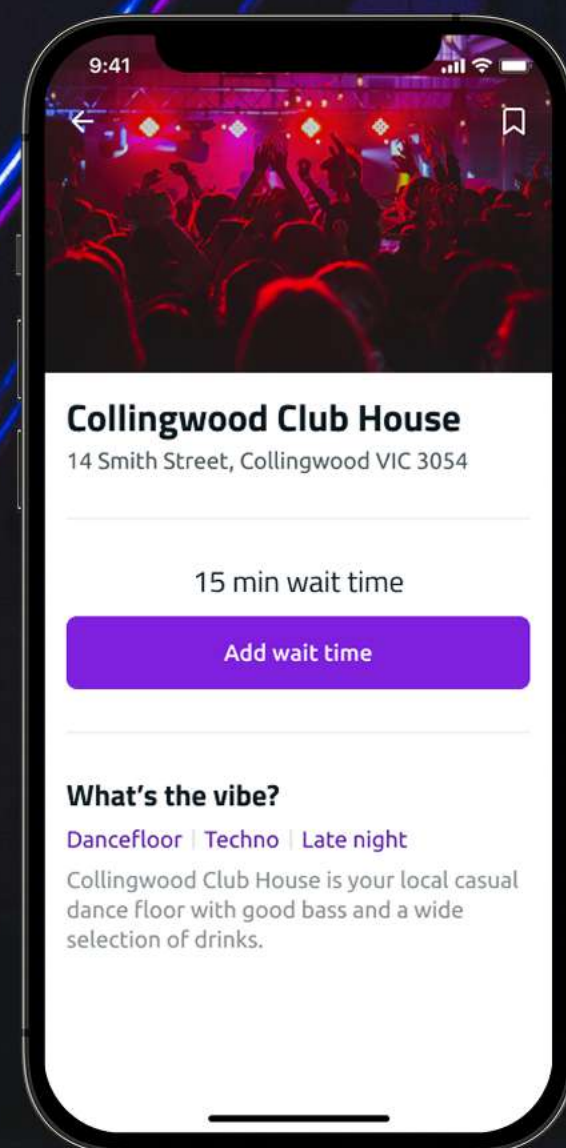 9:41
Collingwood Club House
14 Smith Street, Collingwood VIC 3054
15 min wait time
Add wait time
What's the vibe?
Dancefloor | Techno | Late night
Collingwood Club House is your local casual
dance floor with good bass and a wide
selection of drinks.